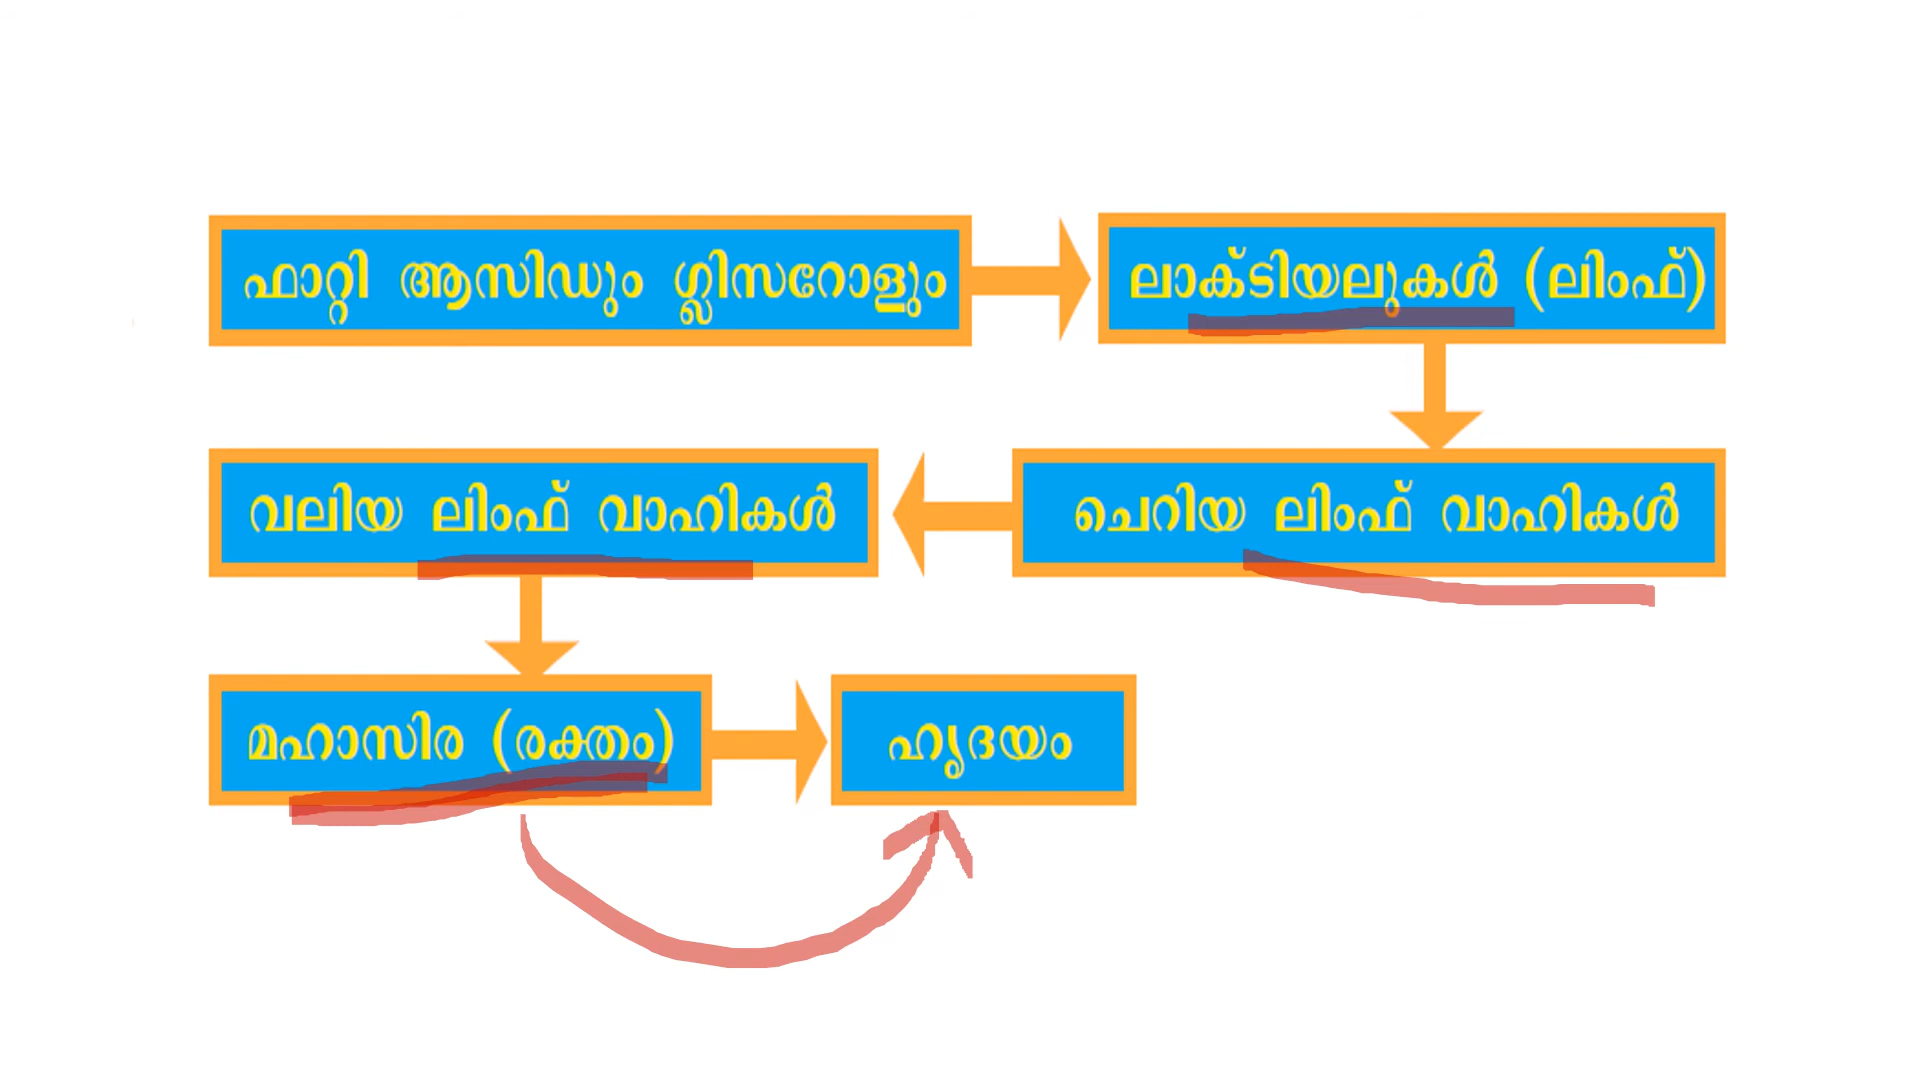 ഫാറ്റി ആസിഡും ഗ്ലിസറോളും
ലാക്ടിയലുകൾ (ലിംഫ്)
ചെറിയ ലിംഫ് വാഹികൾ
വലിയ ലിംഫ് വാഹികൾ
മഹാസിര (രക്തം)
ഹൃദയം